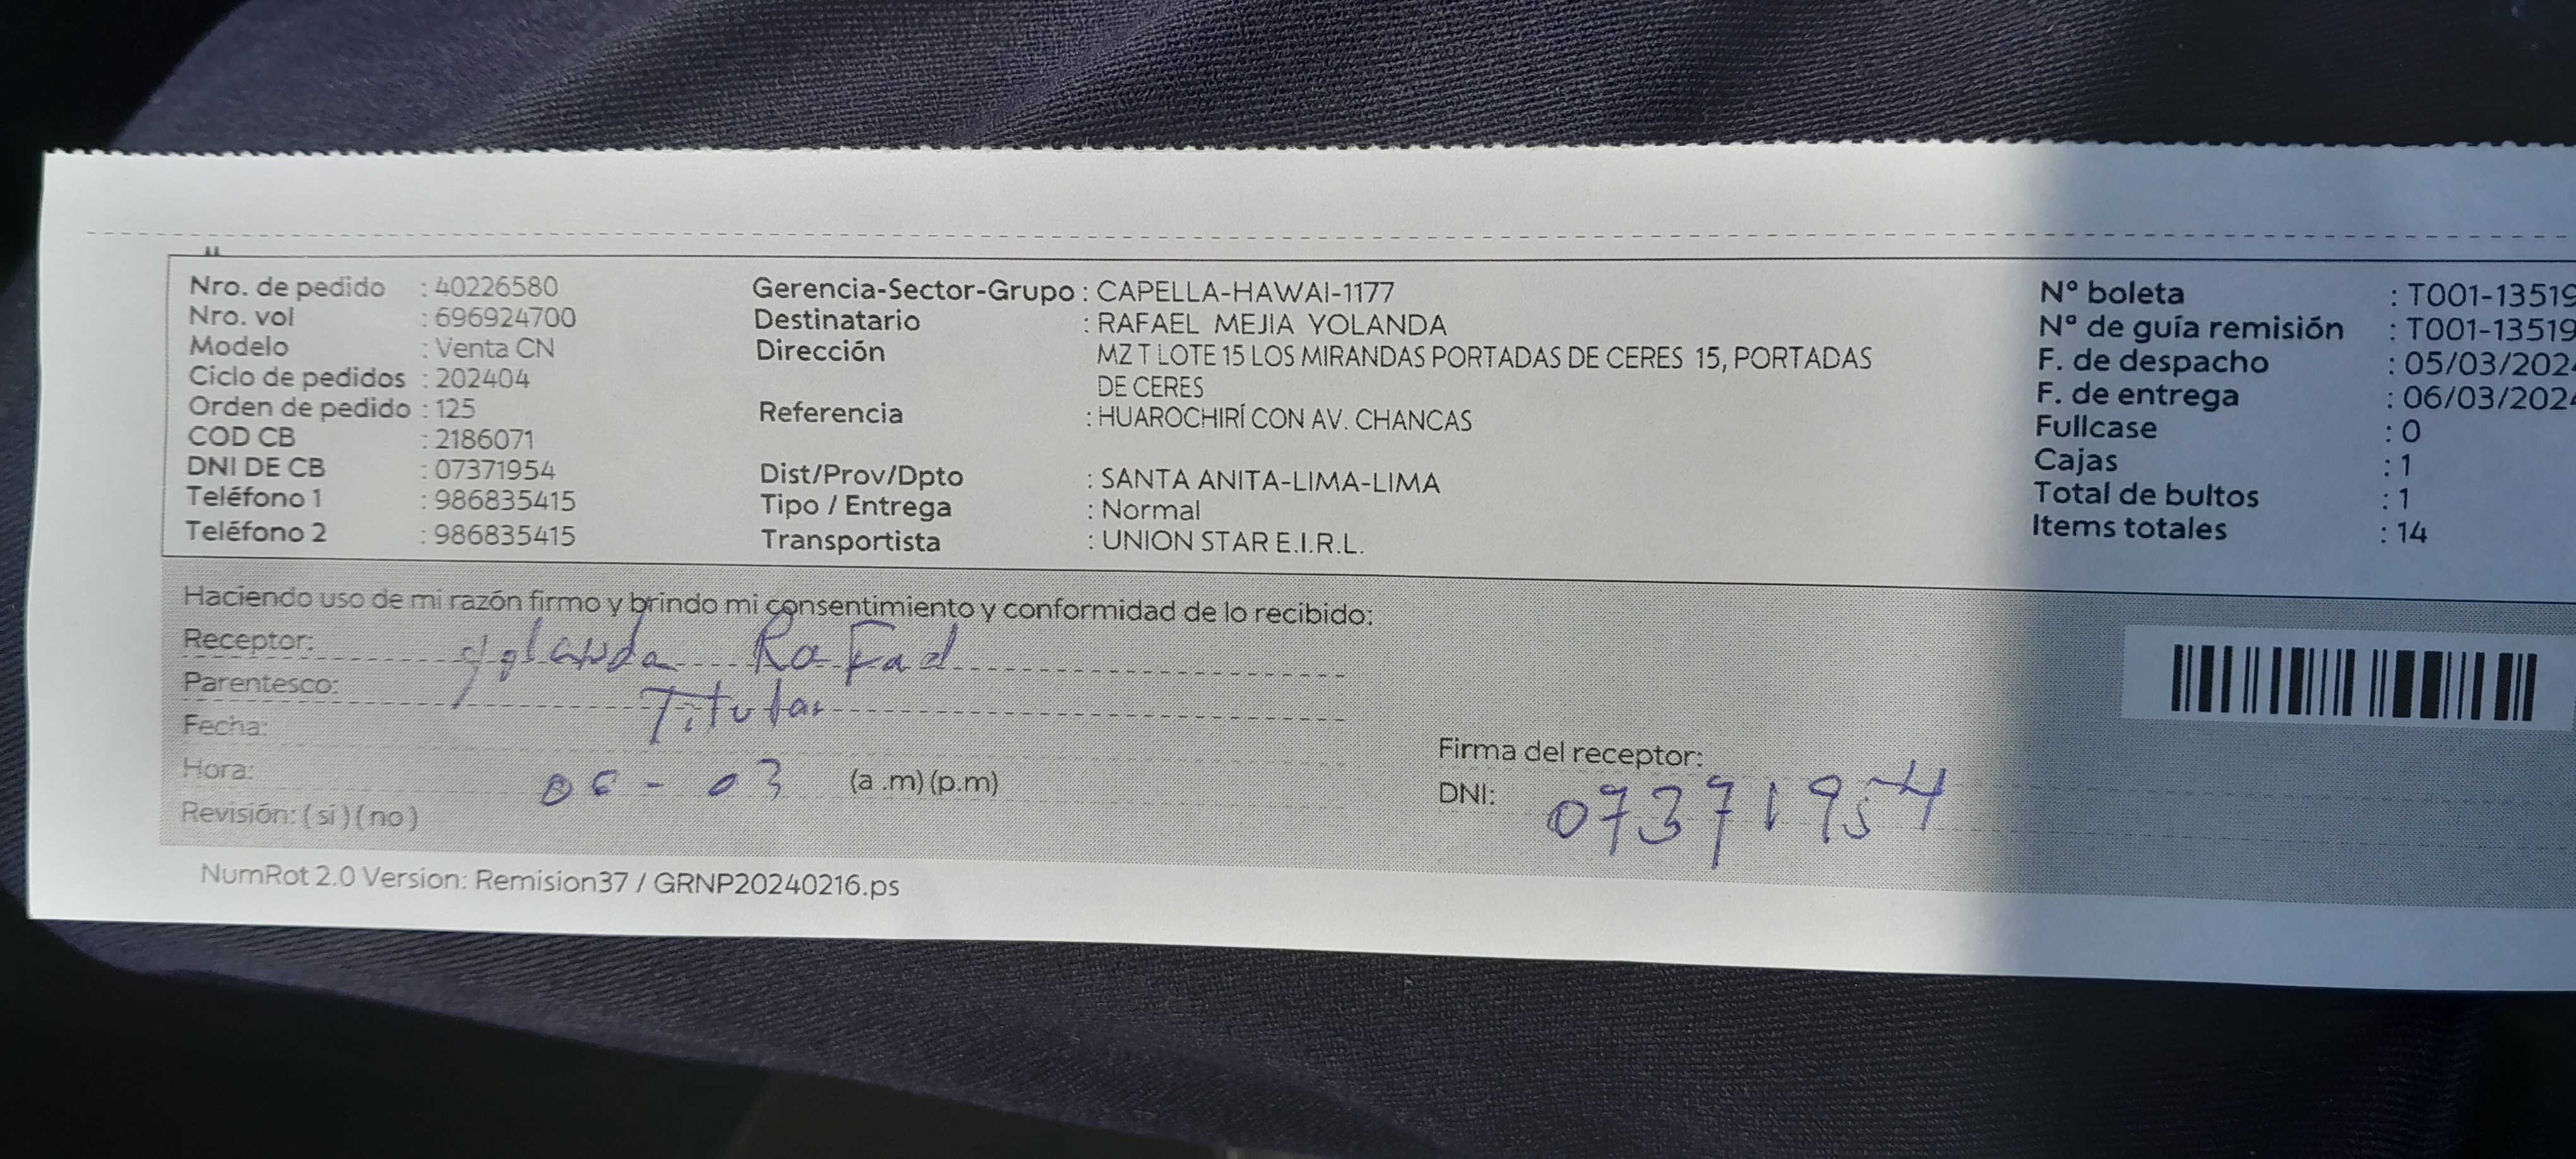 Nro. de pedido : 40226580
Nro. vol : 696924700
Modelo : Venta CN
Ciclo de pedidos : 202404
Orden de pedido : 125
COD CB : 2186071
DNI DE CB : 07371954
Teléfono 1 : 986835415
Teléfono 2 : 986835415
Gerencia-Sector-Grupo : CAPELLA-HAWAI-1177
Destinatario : RAFAEL MEJIA YOLANDA
Dirección MZ T LOTE 15 LOS MIRANDAS PORTADAS DE CERES 15, PORTADAS
DE CERES
Referencia : HUAROCHIRÍ CON AV. CHANCAS
Dist/Prov/Dpto : SANTA ANITA-LIMA-LIMA
Tipo / Entrega : Normal
Transportista : UNION STAR E.I.R.L.
Nº boleta : T001-13519
Nº de guía remisión : T001-13519
F. de despacho : 05/03/202
F. de entrega : 06/03/202
Fullcase : 0
Cajas : 1
Total de bultos : 1
Items totales : 14
Haciendo uso de mi razón firmo y brindo mi consentimiento y conformidad de lo recibido:
Receptor: Yolanda Rafael
Parentesco: Titular
Fecha:
Hora: 06-03 (a .m) (p.m)
Revisión: ( si ) ( no )
Firma del receptor:
DNI: 07371954
NumRot 2.0 Version: Remision37 / GRNP20240216.ps